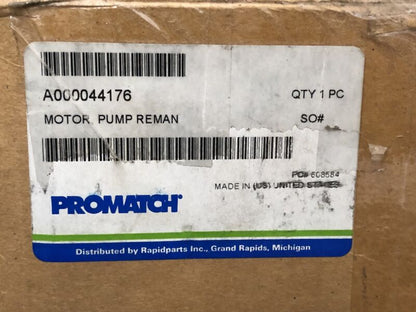 A000044176 QTY 1 PC
MOTOR, PUMP REMAN SO#
PO# 608584
MADE IN (US) UNITED STATES
PROMATCH®
Distributed by Rapidparts Inc., Grand Rapids, Michigan